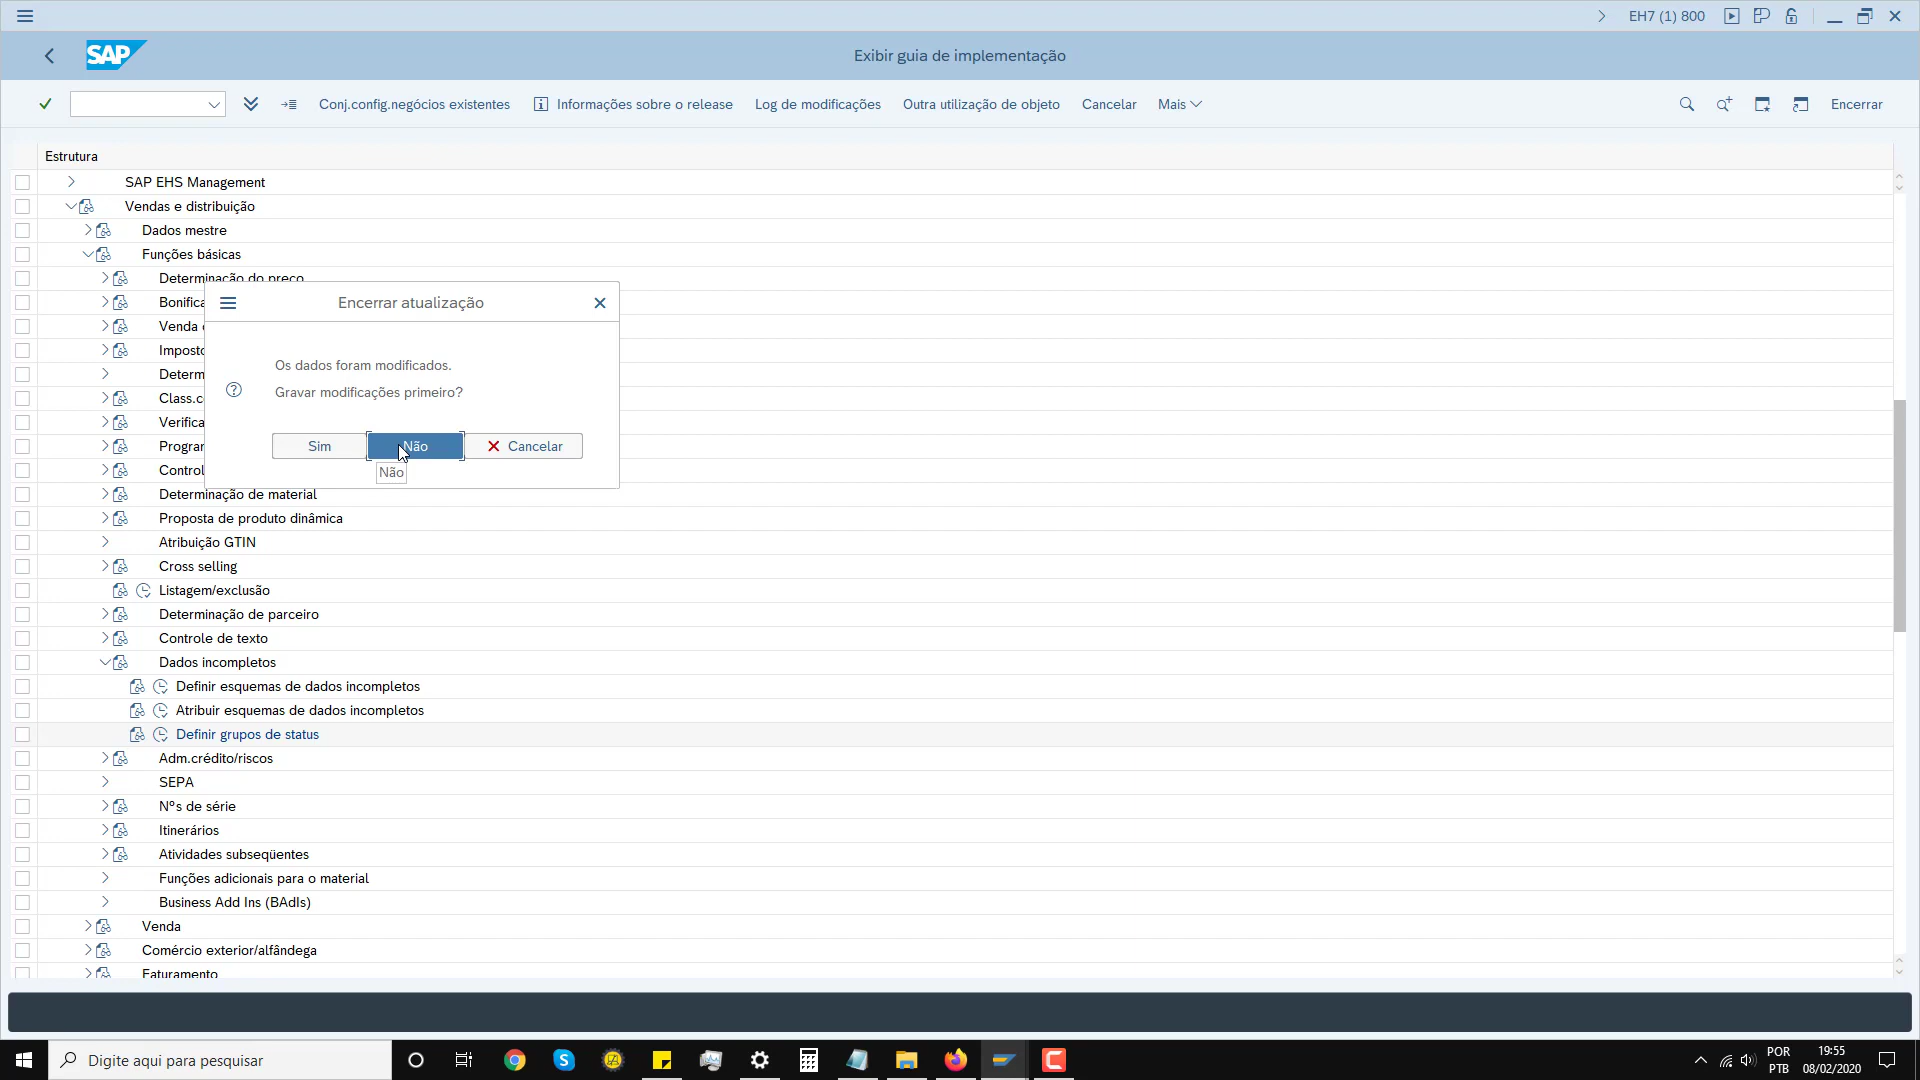 EH7 (1) 800
SAP
Exibir guia de implementação
Conj.config.negócios existentes
Informações sobre o release
Log de modificações
Outra utilização de objeto
Cancelar
Mais
Encerrar
Estrutura
SAP EHS Management
Vendas e distribuição
Dados mestre
Funções básicas
Determinação do preço
Bonifica
Venda
Imposto
Determ
Class.c
Verifica
Program
Control
Encerrar atualização
Os dados foram modificados.
Gravar modificações primeiro?
Sim
Não
Cancelar
Não
Determinação de material
Proposta de produto dinâmica
Atribuição GTIN
Cross selling
Listagem/exclusão
Determinação de parceiro
Controle de texto
Dados incompletos
Definir esquemas de dados incompletos
Atribuir esquemas de dados incompletos
Definir grupos de status
Adm.crédito/riscos
SEPA
Nºs de série
Itinerários
Atividades subseqüentes
Funções adicionais para o material
Business Add Ins (BAdIs)
Venda
Comércio exterior/alfândega
Faturamento
Digite aqui para pesquisar
POR
PTB
19:55
08/02/2020